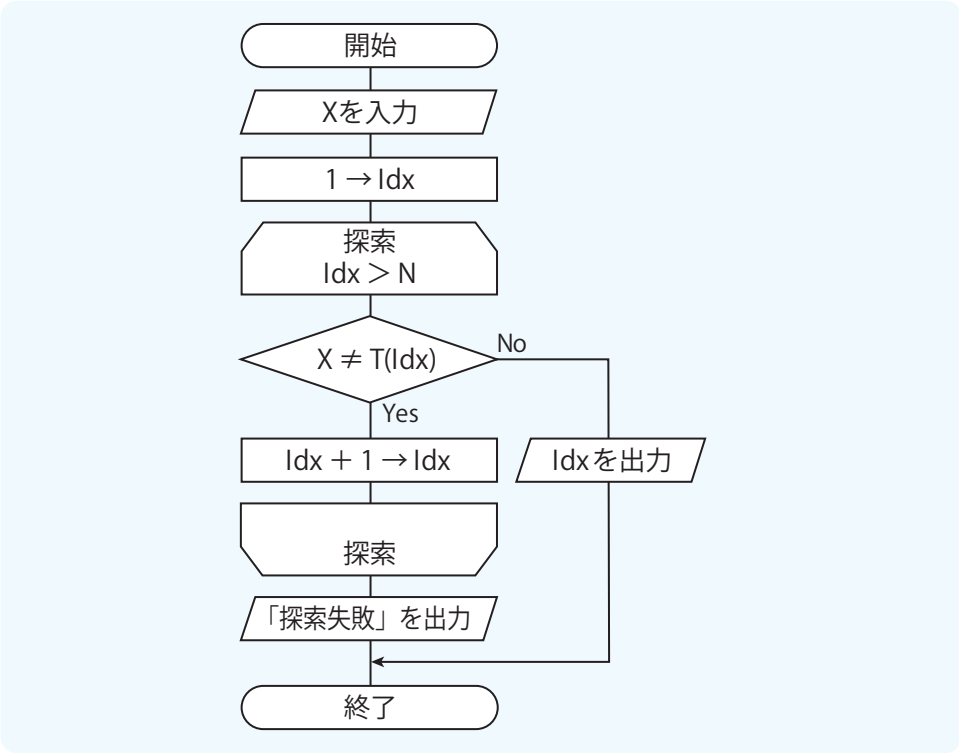 開始
Xを入力
1 → Idx
探索
Idx > N
X ≠ T(Idx)
No
Yes
Idx + 1 → Idx
Idxを出力
探索
「探索失敗」を出力
終了